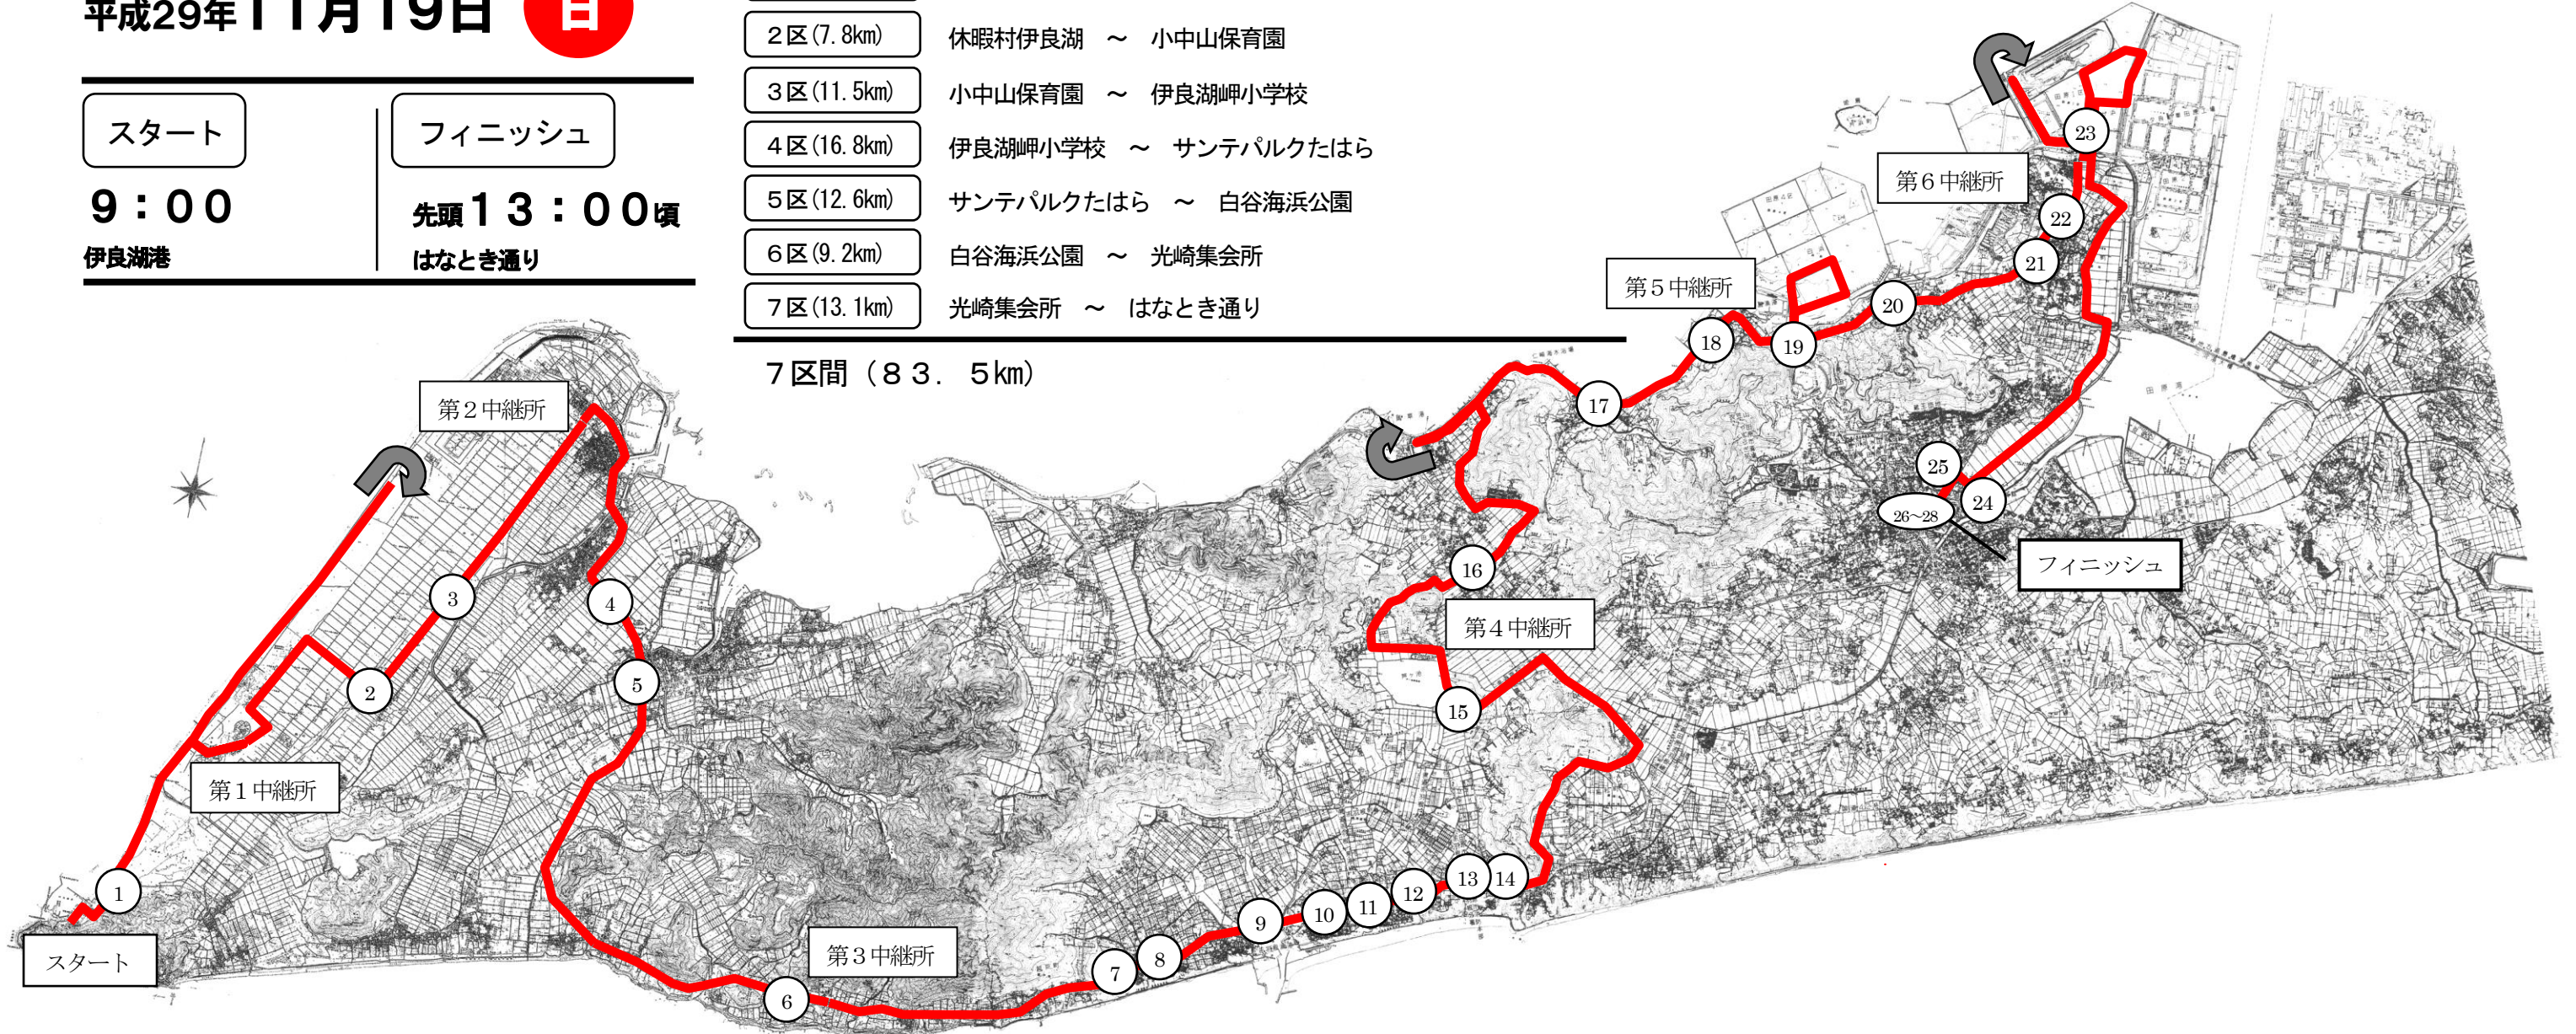 平成29年11月19日 日
スタート
9：00
伊良湖港
フィニッシュ
先頭13：00頃
はなとき通り
2区(7.8km) 休暇村伊良湖 ～ 小中山保育園
3区(11.5km) 小中山保育園 ～ 伊良湖岬小学校
4区(16.8km) 伊良湖岬小学校 ～ サンテパルクたはら
5区(12.6km) サンテパルクたはら ～ 白谷海浜公園
6区(9.2km) 白谷海浜公園 ～ 光崎集会所
7区(13.1km) 光崎集会所 ～ はなとき通り
7区間（83．5km）
第6中継所
第5中継所
第2中継所
第4中継所
第1中継所
第3中継所
スタート
フィニッシュ
1
2
3
4
5
6
7
8
9
10
11
12
13
14
15
16
17
18
19
20
21
22
23
24
25
26~28
田原湾